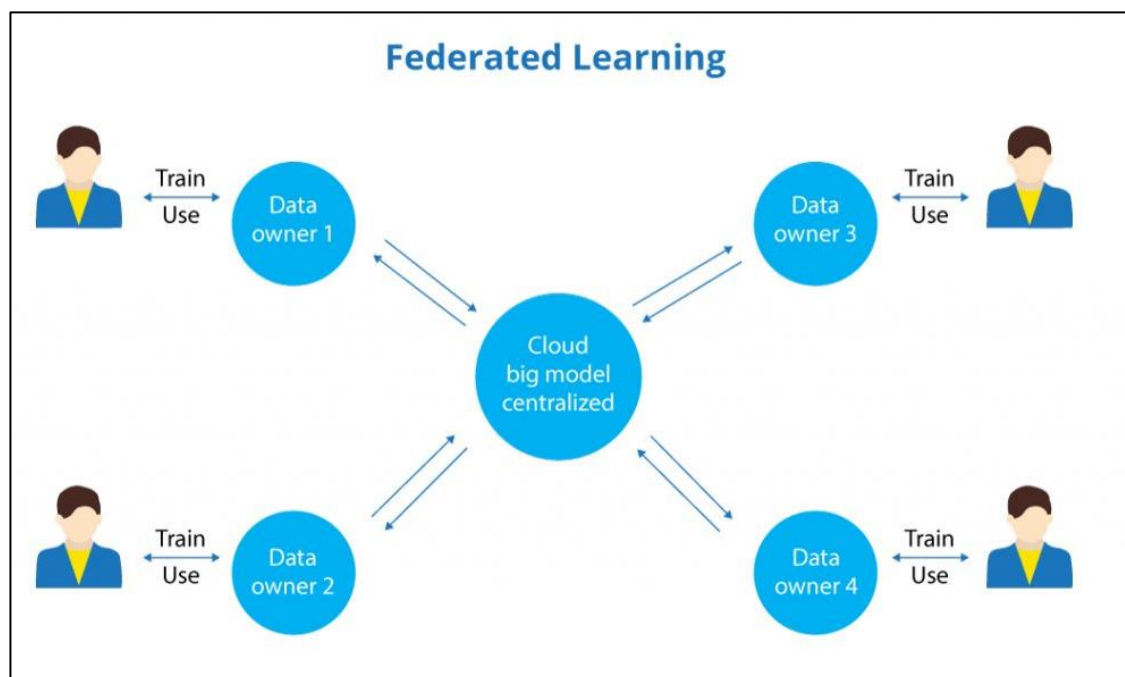 Federated Learning
Train
Use
Data
owner 1
Data
owner 3
Train
Use
Cloud
big model
centralized
Train
Use
Data
owner 2
Data
owner 4
Train
Use